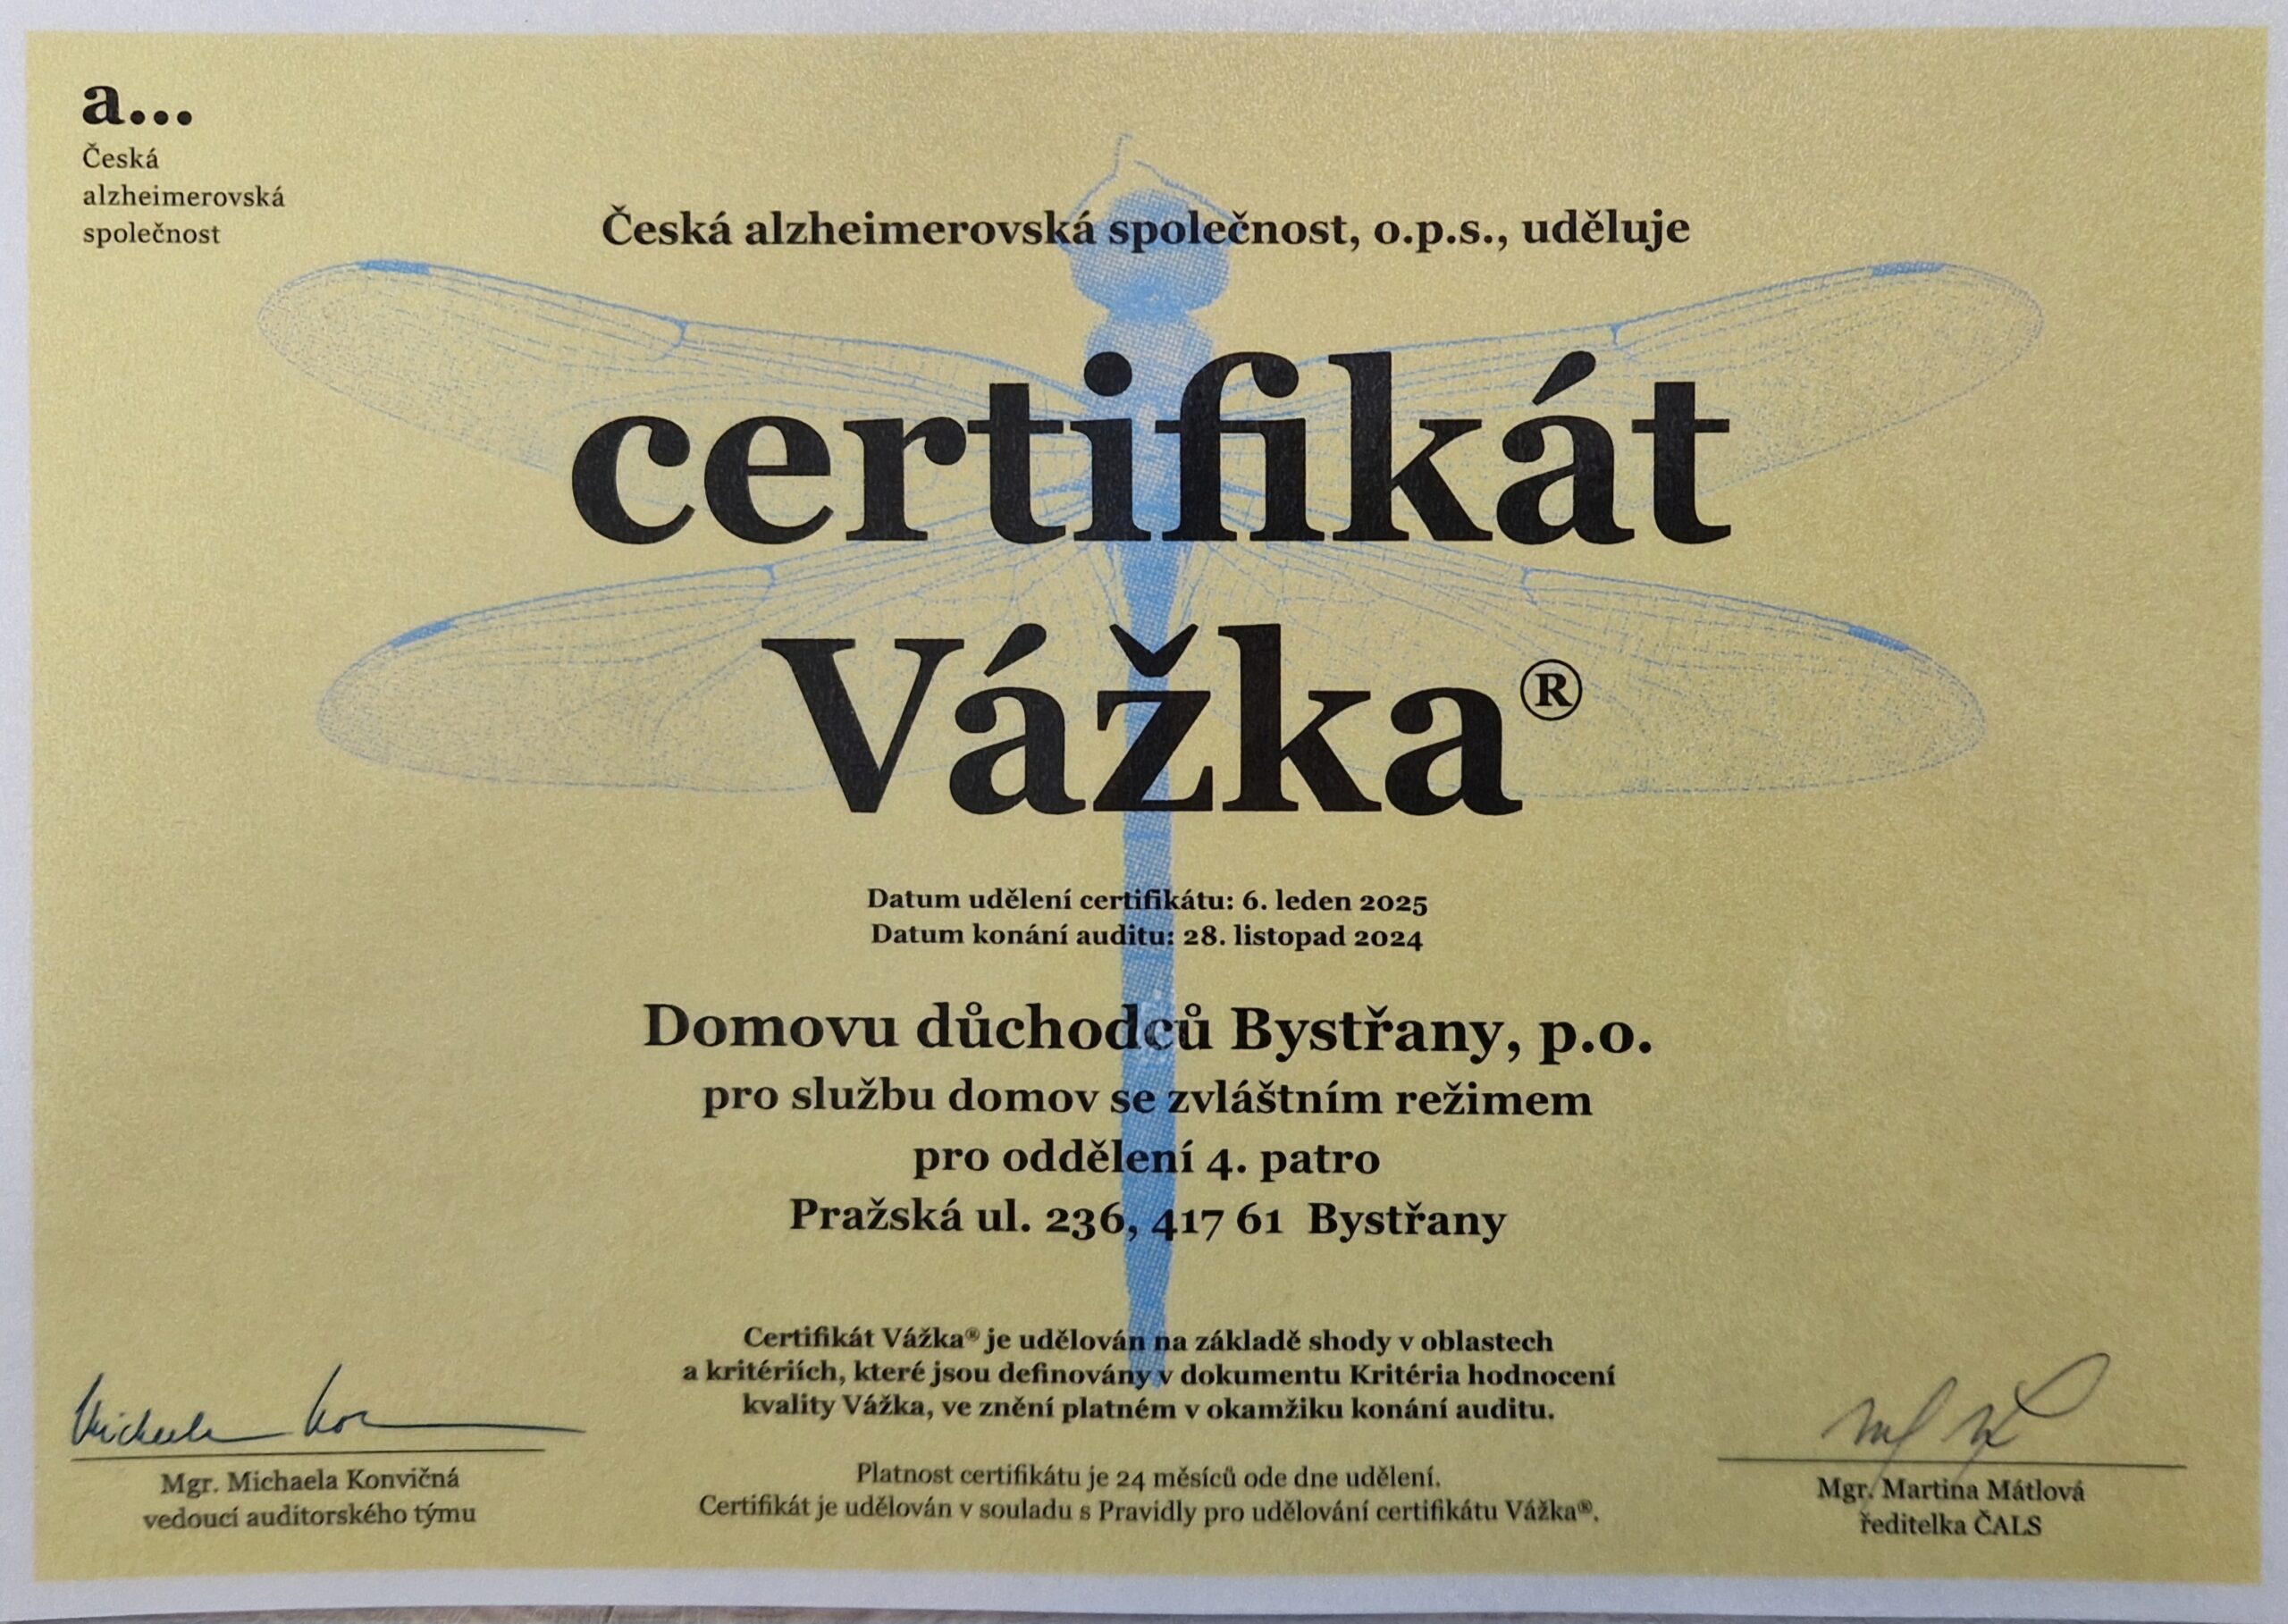 a...
Česká
alzheimerovská
společnost
Česká alzheimerovská společnost, o.p.s., uděluje
certifikát
Vážka®
Datum udělení certifikátu: 6. leden 2025
Datum konání auditu: 28. listopad 2024
Domovu důchodců Bystřany, p.o.
pro službu domov se zvláštním režimem
pro oddělení 4. patro
Pražská ul. 236, 417 61 Bystřany
Certifikát Vážka® je udělován na základě shody v oblastech
a kritériích, které jsou definovány v dokumentu Kritéria hodnocení
kvality Vážka, ve znění platném v okamžiku konání auditu.
Platnost certifikátu je 24 měsíců ode dne udělení.
Certifikát je udělován v souladu s Pravidly pro udělování certifikátu Vážka®.
Mgr. Michaela Konvičná
vedoucí auditorského týmu
Mgr. Martina Mátlová
ředitelka ČALS